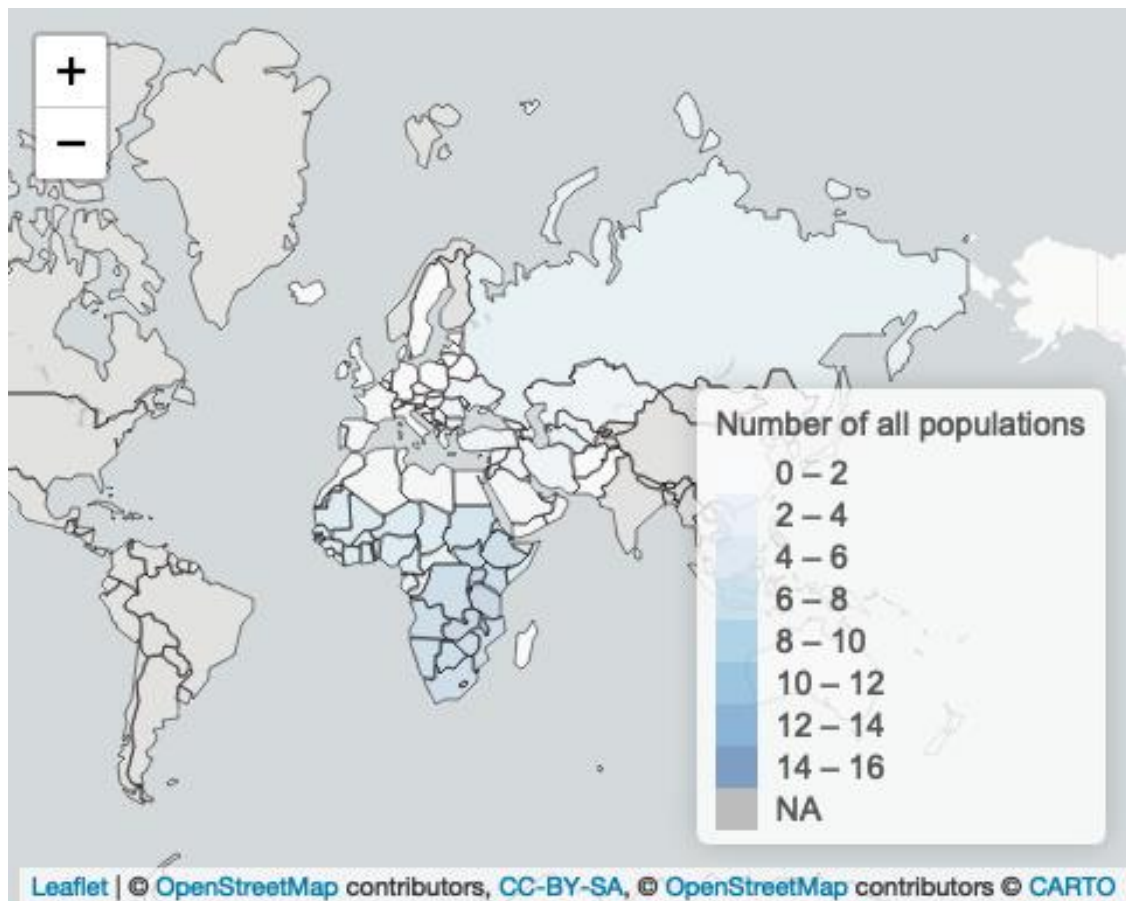 +
−
Number of all populations
0 – 2
2 – 4
4 – 6
6 – 8
8 – 10
10 – 12
12 – 14
14 – 16
NA
Leaflet | © OpenStreetMap contributors, CC-BY-SA, © OpenStreetMap contributors © CARTO